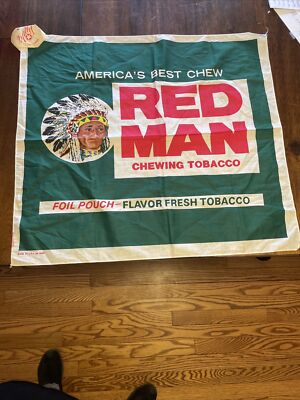 AMERICA'S BEST CHEW
RED
MAN
CHEWING TOBACCO
FOIL POUCH—FLAVOR FRESH TOBACCO